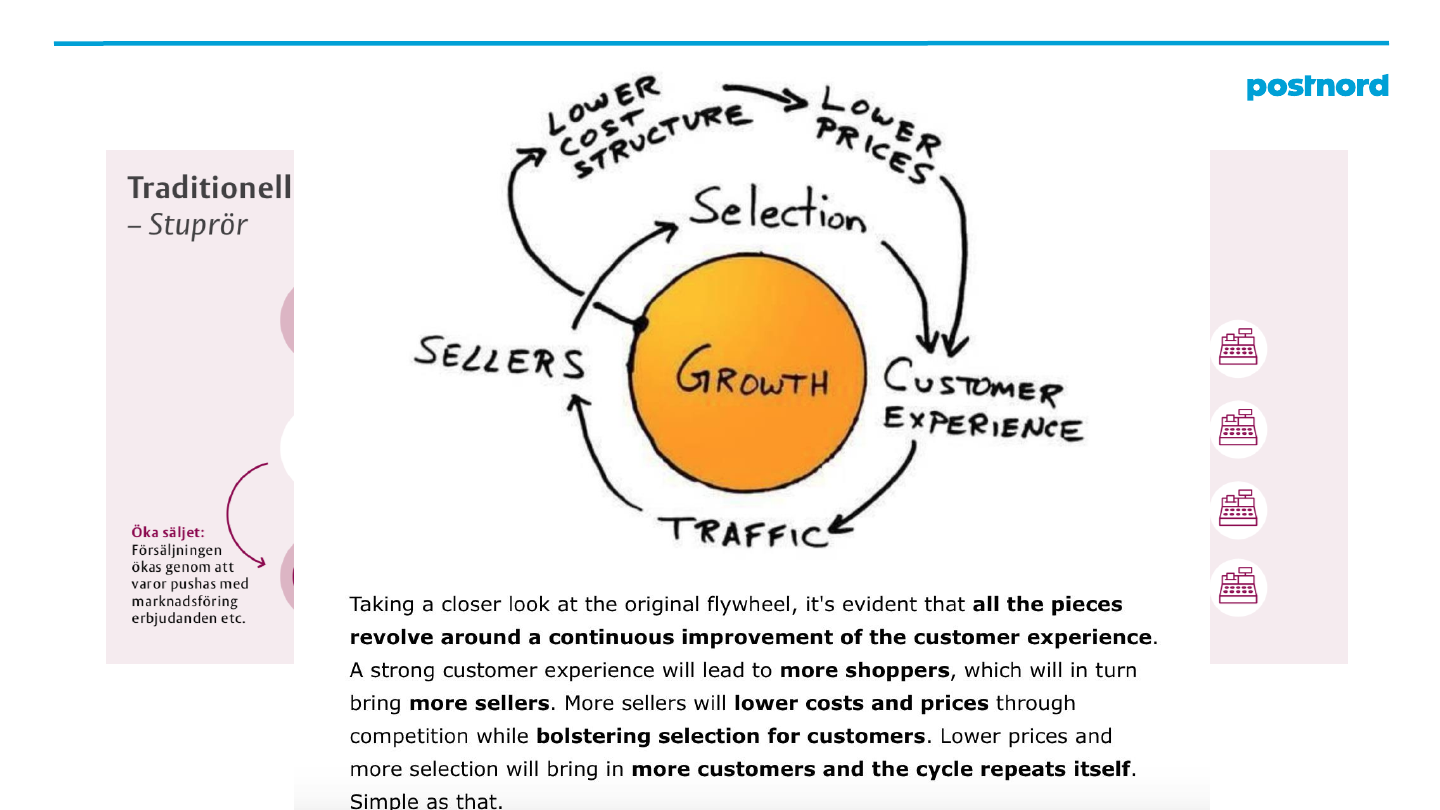 postnord
LOWER
COST
STRUCTURE
LOWER
PRICES
Selection
SELLERS
GROWTH
CUSTOMER
EXPERIENCE
TRAFFIC
Traditionell
– Stuprör
Öka säljet:
Försäljningen
ökas genom att
varor pushas med
marknadsföring
erbjudanden etc.
Taking a closer look at the original flywheel, it's evident that all the pieces
revolve around a continuous improvement of the customer experience.
A strong customer experience will lead to more shoppers, which will in turn
bring more sellers. More sellers will lower costs and prices through
competition while bolstering selection for customers. Lower prices and
more selection will bring in more customers and the cycle repeats itself.
Simple as that.